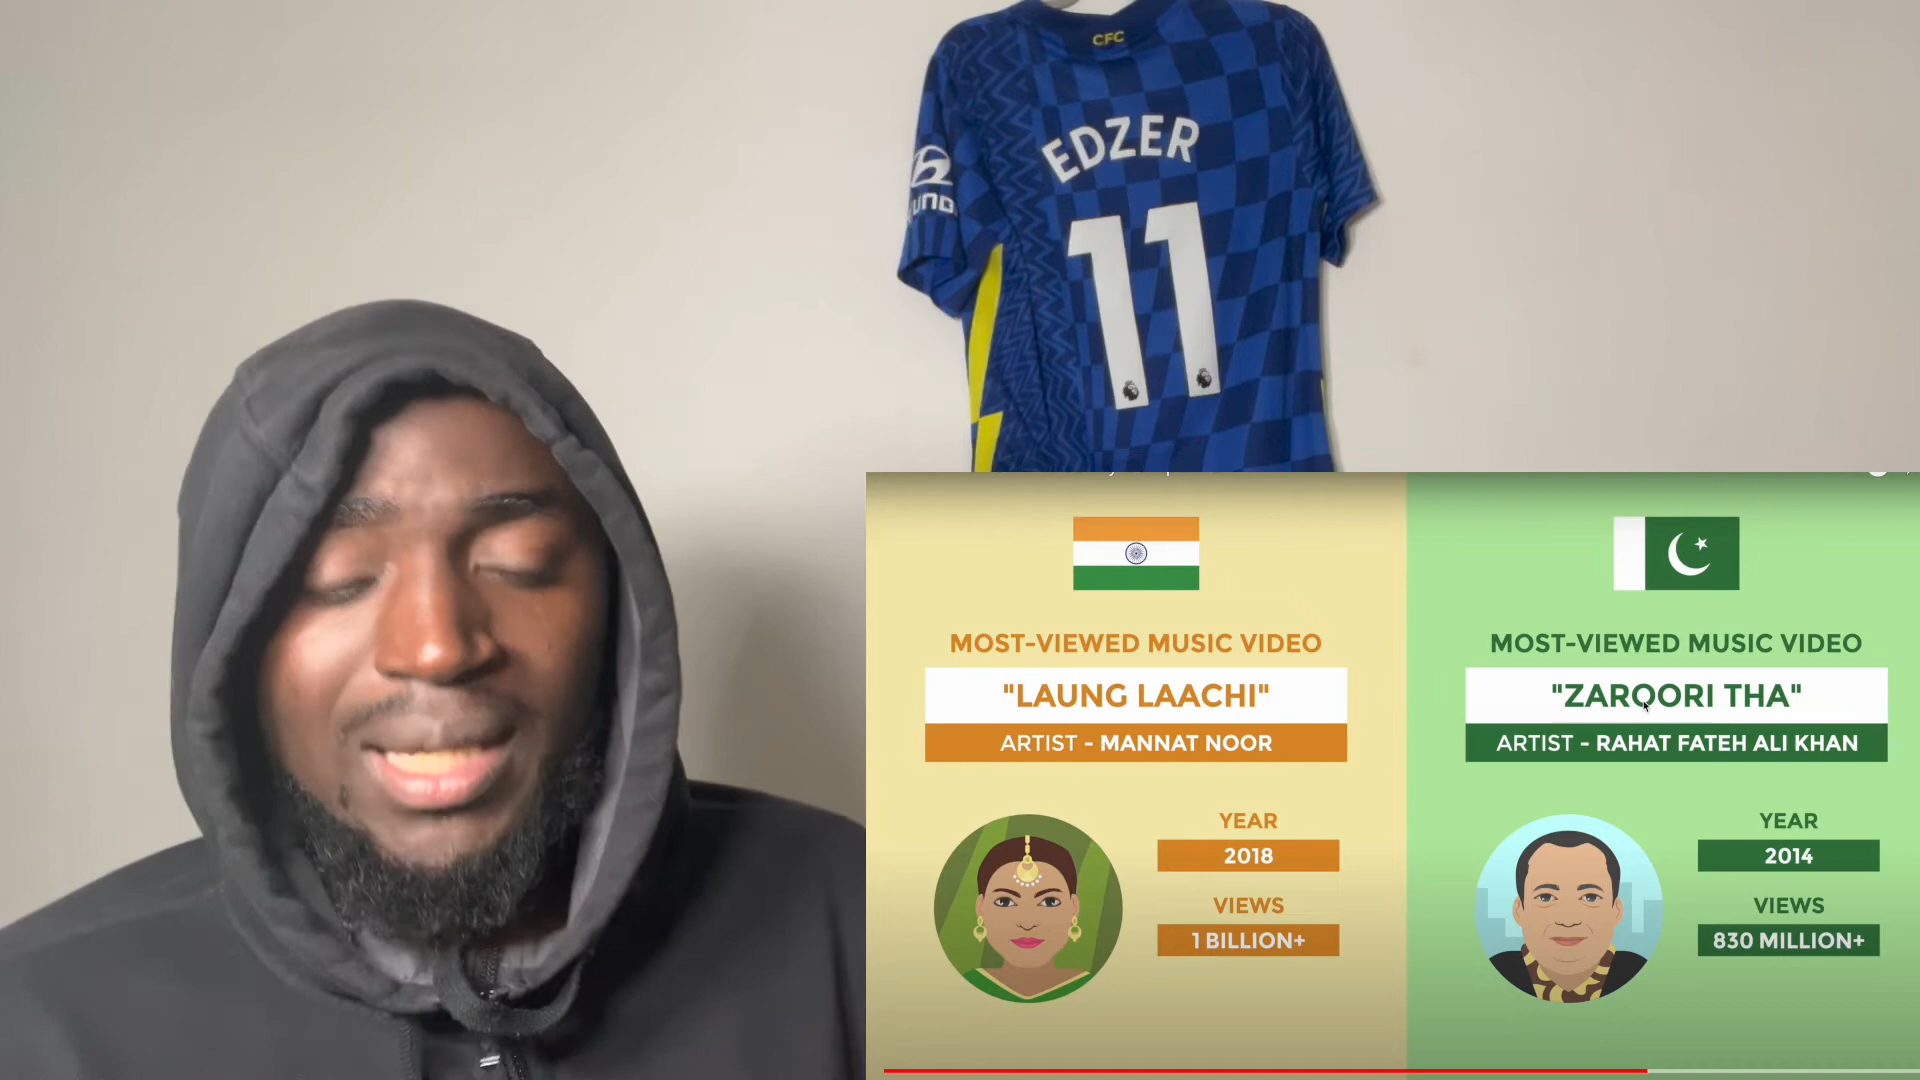 CFC
EDZER
11
MOST-VIEWED MUSIC VIDEO
"LAUNG LAACHI"
ARTIST - MANNAT NOOR
YEAR
2018
VIEWS
1 BILLION+
MOST-VIEWED MUSIC VIDEO
"ZAROORI THA"
ARTIST - RAHAT FATEH ALI KHAN
YEAR
2014
VIEWS
830 MILLION+